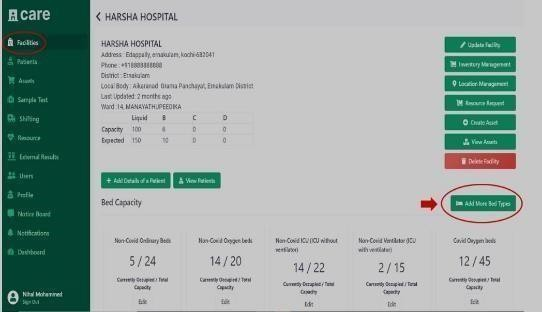 care
HARSHA HOSPITAL
Facilities
Patients
Assets
Sample Test
Shifting
Resource
External Results
Users
Profile
Notice Board
Notifications
Dashboard
Nihal Mohammed
Sign Out
HARSHA HOSPITAL
Address : Edappally, ernakulam, kochi-682041
Phone : +918888888888
District : Ernakulam
Local Body : Aikaranad Grama Panchayat, Ernakulam District
Last Updated: 2 months ago
Ward :14, MANAYATHUPEEDIKA
Liquid B C D
Capacity 100 6 0 0
Expected 150 10 0 0
Update Facility
Inventory Management
Location Management
Resource Request
Create Asset
View Assets
Delete Facility
+ Add Details of a Patient
View Patients
Bed Capacity
Add More Bed Types
Non-Covid Ordinary Beds
5 / 24
Currently Occupied / Total
Capacity
Edit
Non-Covid Oxygen beds
14 / 20
Currently Occupied / Total
Capacity
Edit
Non-Covid ICU (ICU without
ventilator)
14 / 22
Currently Occupied / Total
Capacity
Edit
Non-Covid Ventilator (ICU
with ventilator)
2 / 15
Currently Occupied / Total
Capacity
Edit
Covid Oxygen beds
12 / 45
Currently Occupied / Total
Capacity
Edit